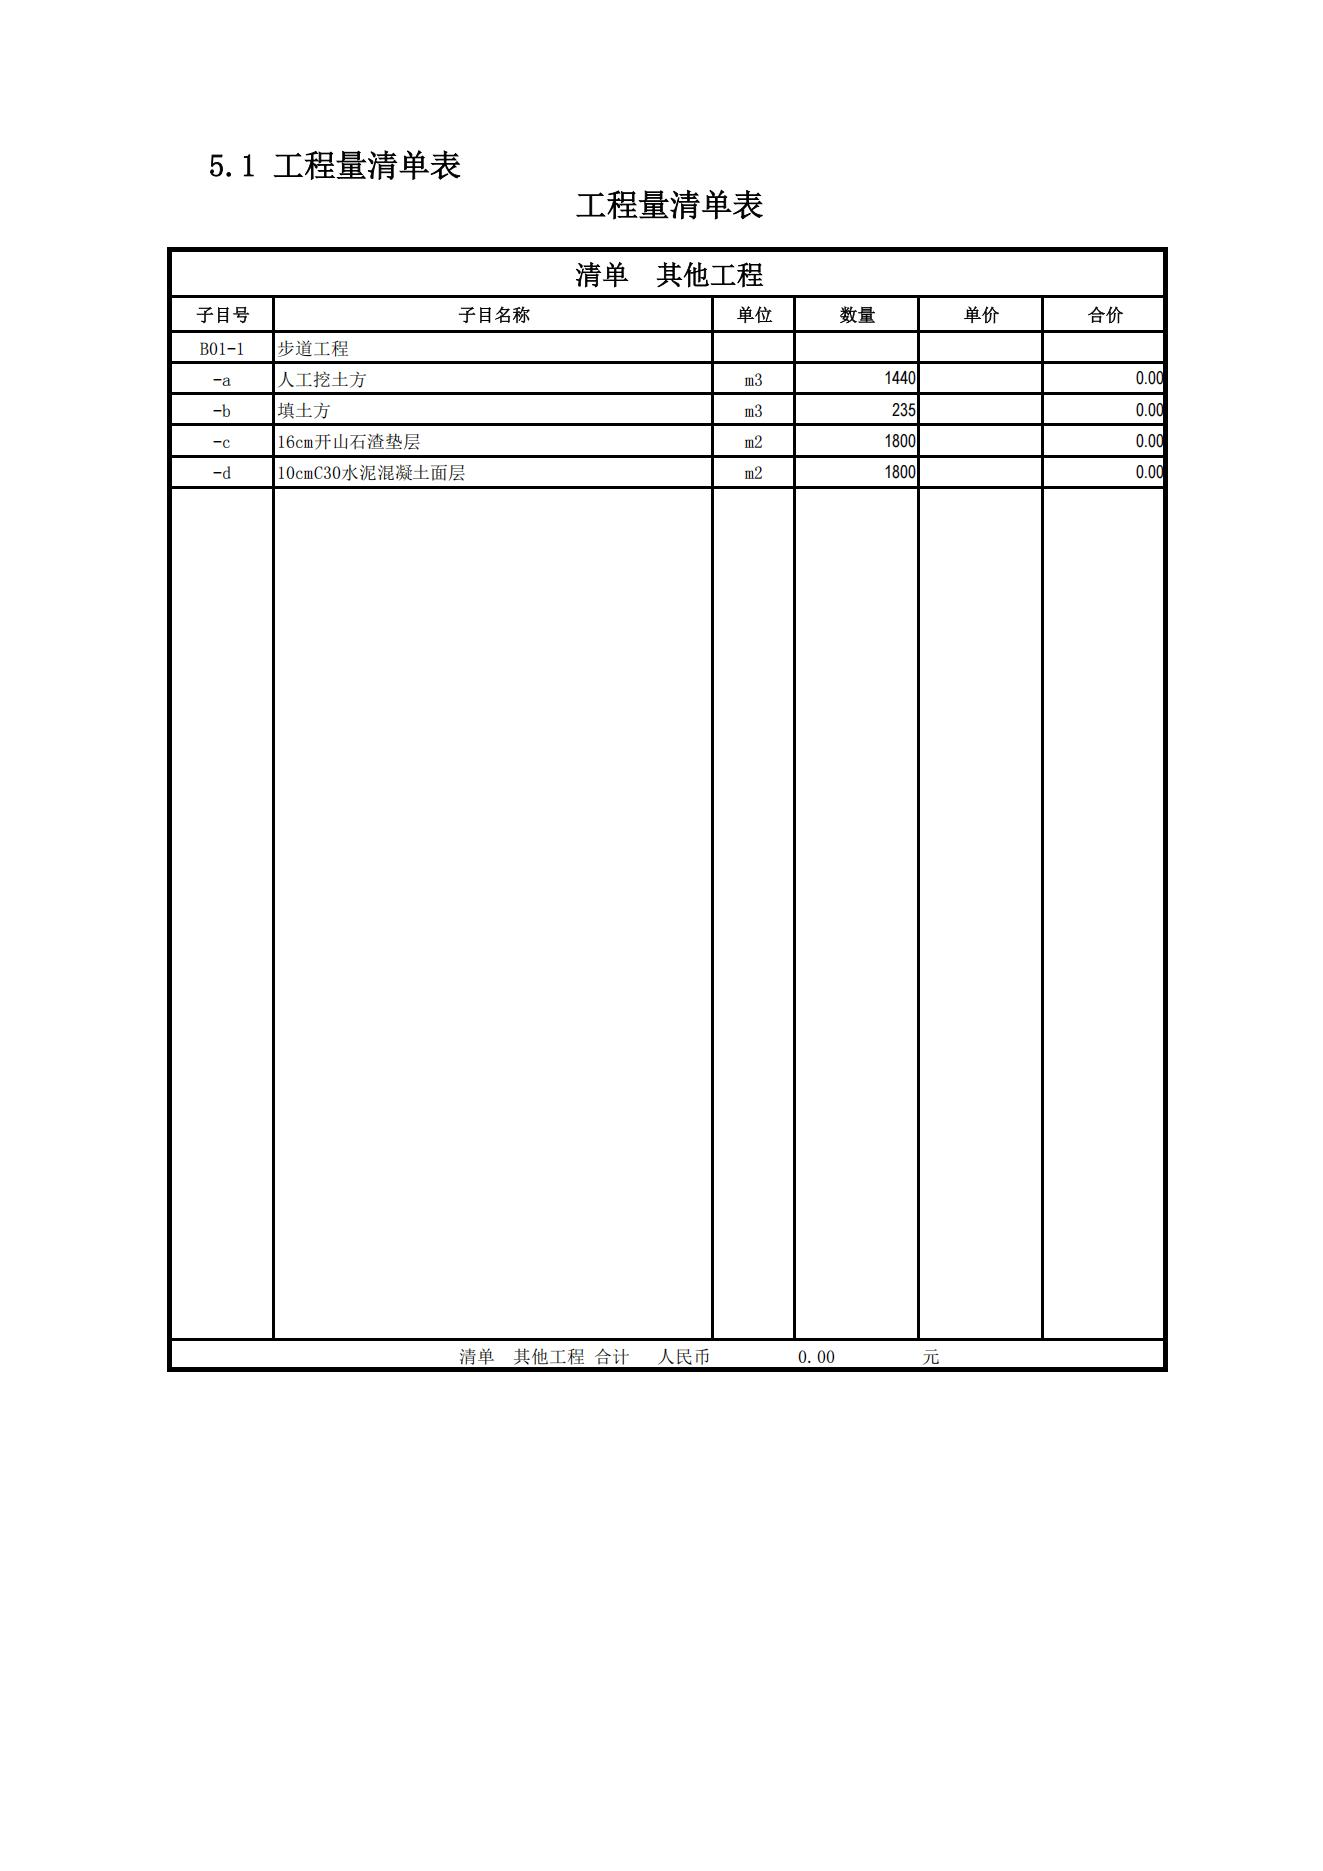 5.1 工程量清单表
工程量清单表
清单 其他工程
子目号 子目名称 单位 数量 单价 合价
B01-1 步道工程
-a 人工挖土方 m3 1440 0.00
-b 填土方 m3 235 0.00
-c 16cm开山石渣垫层 m2 1800 0.00
-d 10cmC30水泥混凝土面层 m2 1800 0.00
清单 其他工程 合计 人民币 0.00 元